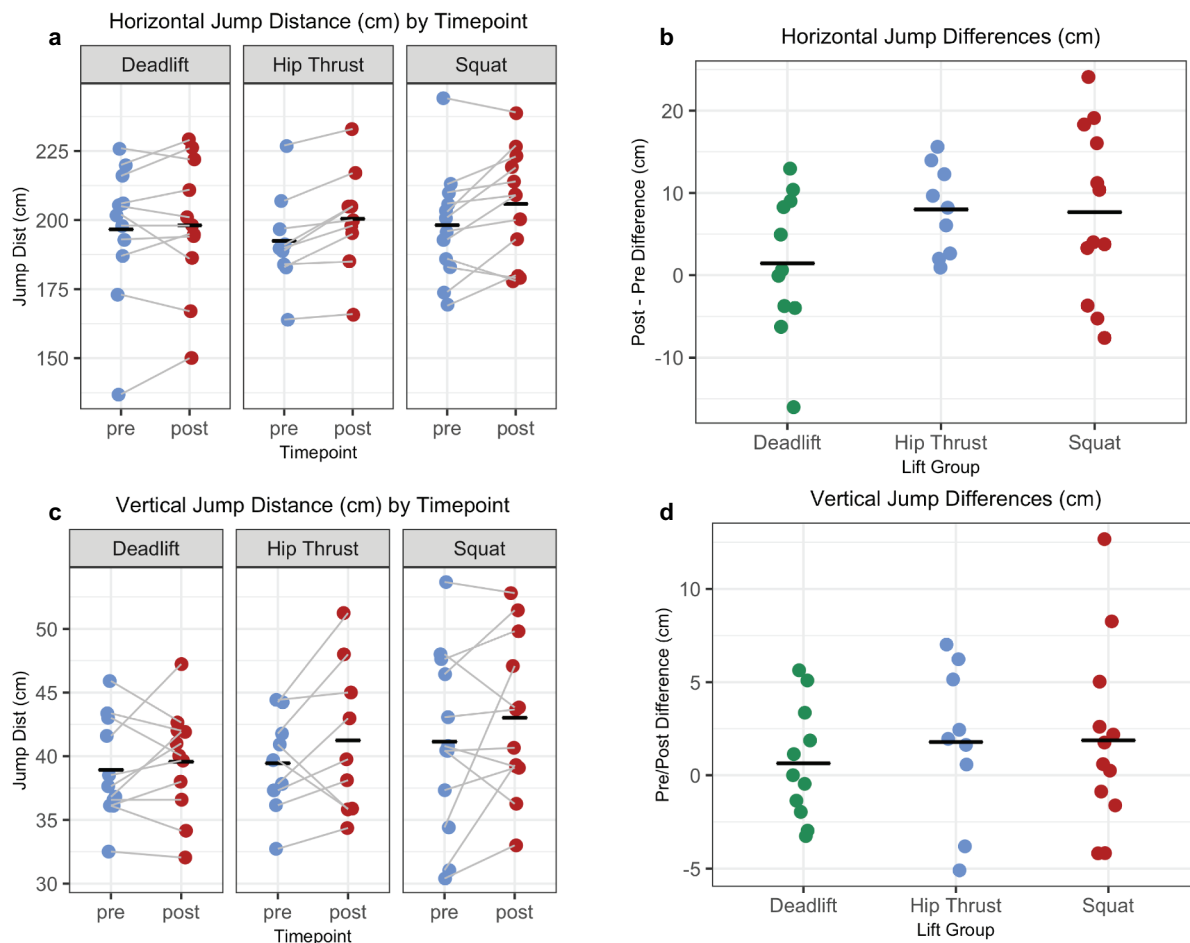 a
Horizontal Jump Distance (cm) by Timepoint
Deadlift
Hip Thrust
Squat
Jump Dist (cm)
225
200
175
150
pre
post
pre
post
pre
post
Timepoint
b
Horizontal Jump Differences (cm)
Post - Pre Difference (cm)
20
10
0
-10
Deadlift
Hip Thrust
Squat
Lift Group
c
Vertical Jump Distance (cm) by Timepoint
Deadlift
Hip Thrust
Squat
Jump Dist (cm)
50
45
40
35
30
pre
post
pre
post
pre
post
Timepoint
d
Vertical Jump Differences (cm)
Pre/Post Difference (cm)
10
5
0
-5
Deadlift
Hip Thrust
Squat
Lift Group